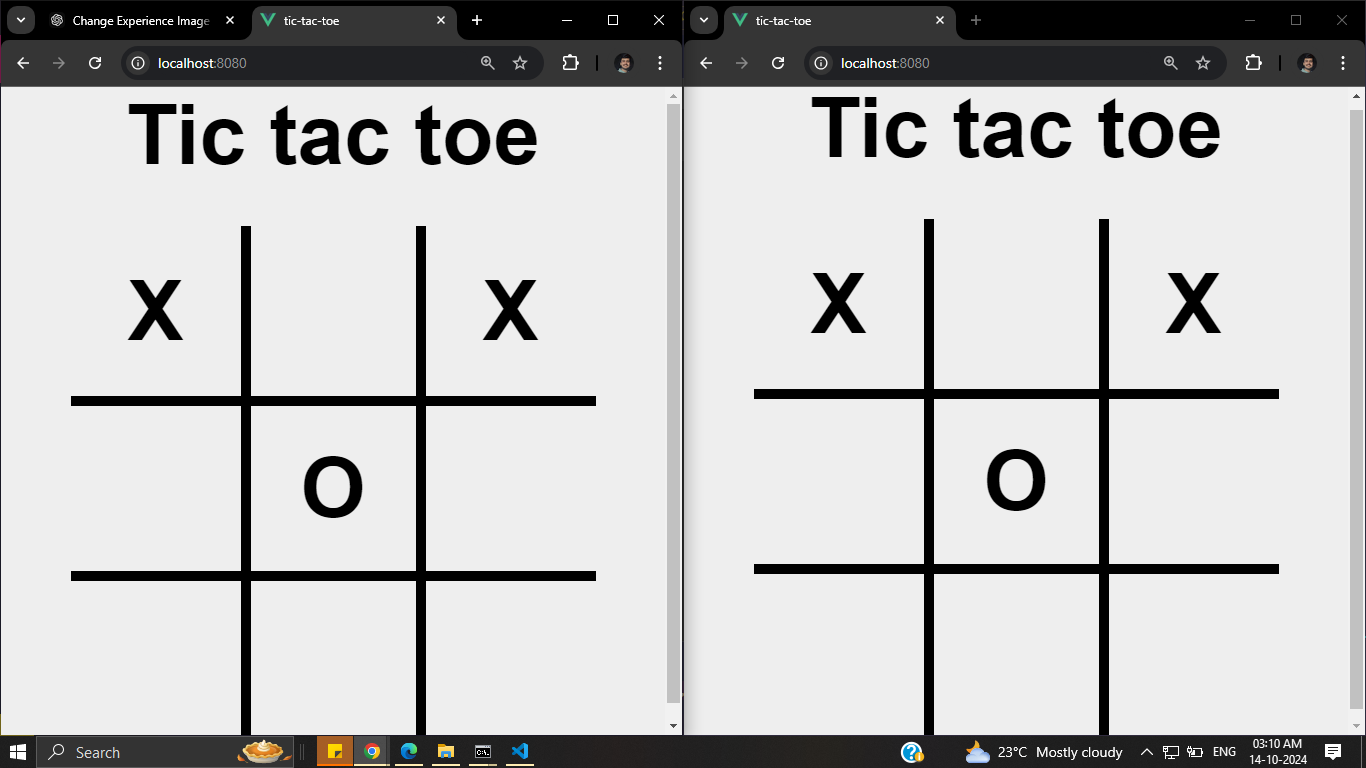 Change Experience Image
tic-tac-toe
localhost:8080
Tic tac toe
X X
O
tic-tac-toe
localhost:8080
Tic tac toe
X X
O
Search
23°C Mostly cloudy
ENG
03:10 AM
14-10-2024